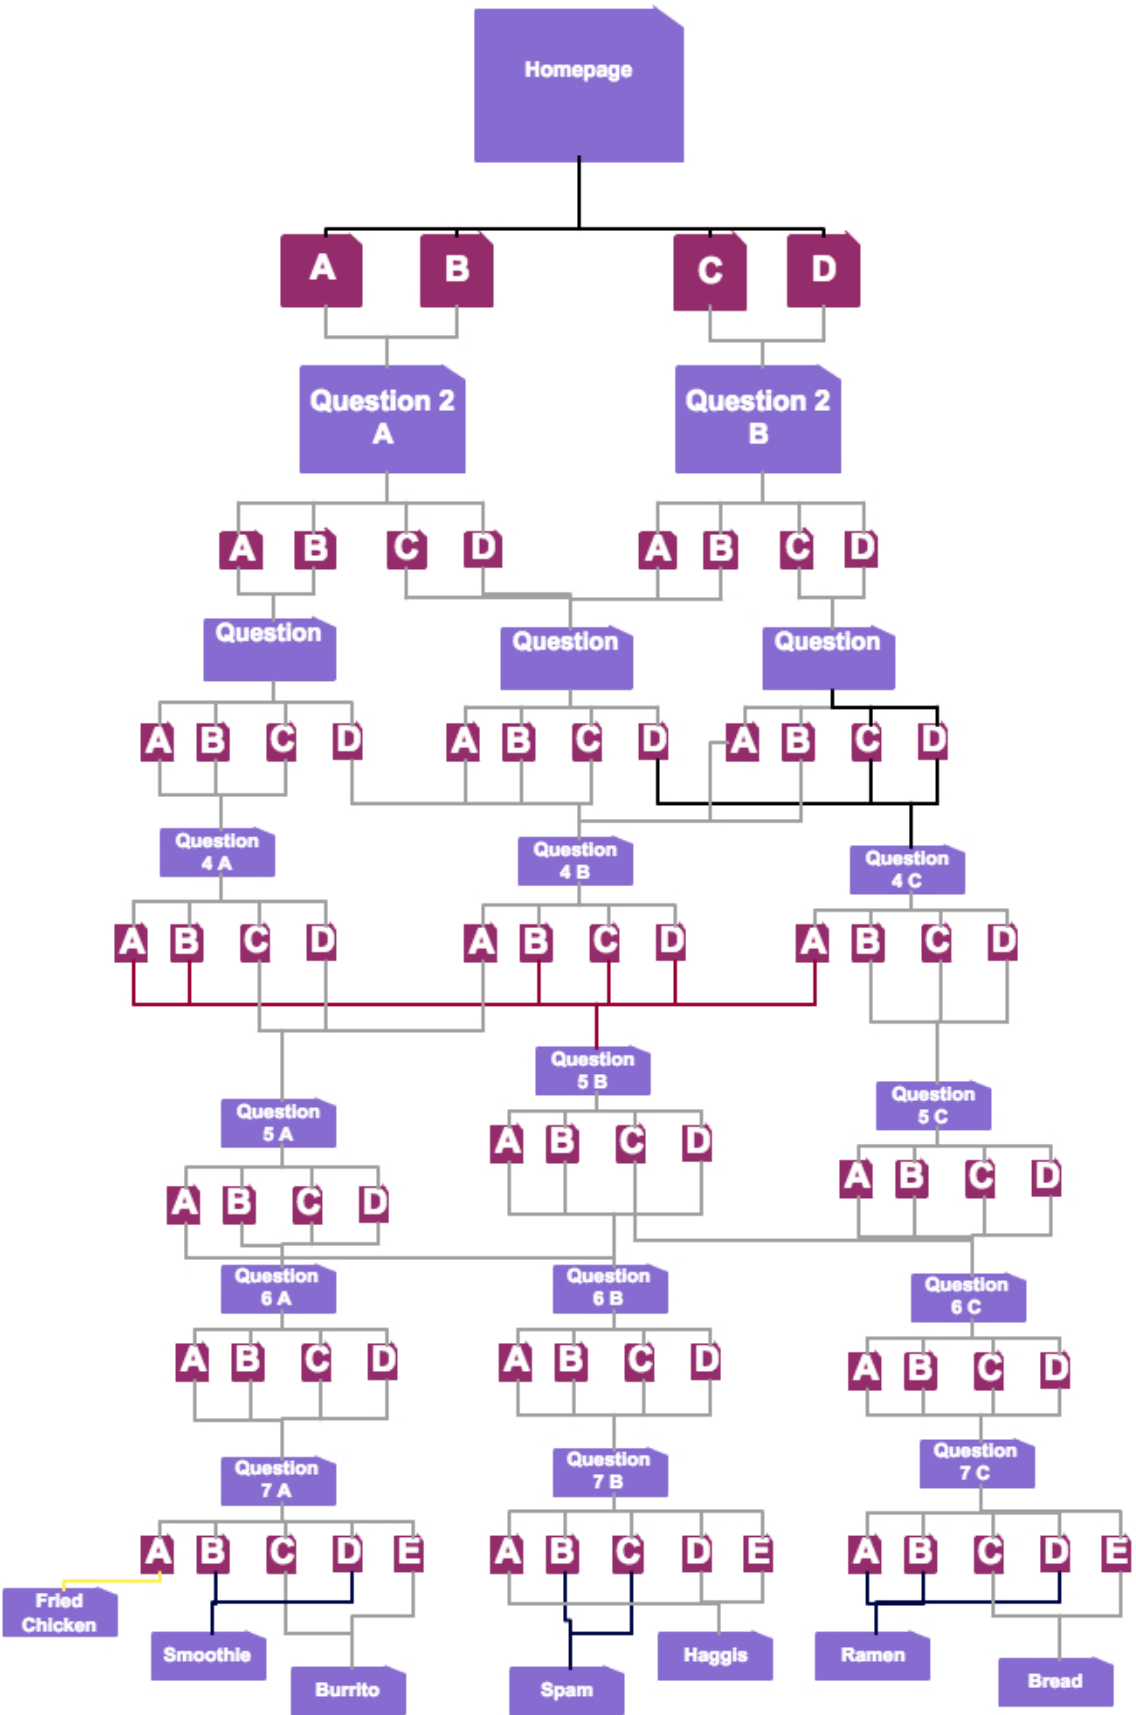 Homepage
A B C D
Question 2
A
Question 2
B
A B C D A B C D
Question
Question
Question
A B C D A B C D A B C D
Question
4 A
Question
4 B
Question
4 C
A B C D A B C D A B C D
Question
5 B
Question
5 C
Question
5 A
A B C D
A B C D
A B C D
Question
6 A
Question
6 B
Question
6 C
A B C D A B C D A B C D
Question
7 A
Question
7 B
Question
7 C
A B C D E A B C D E A B C D E
Fried
Chicken
Smoothie
Haggis
Ramen
Burrito
Spam
Bread